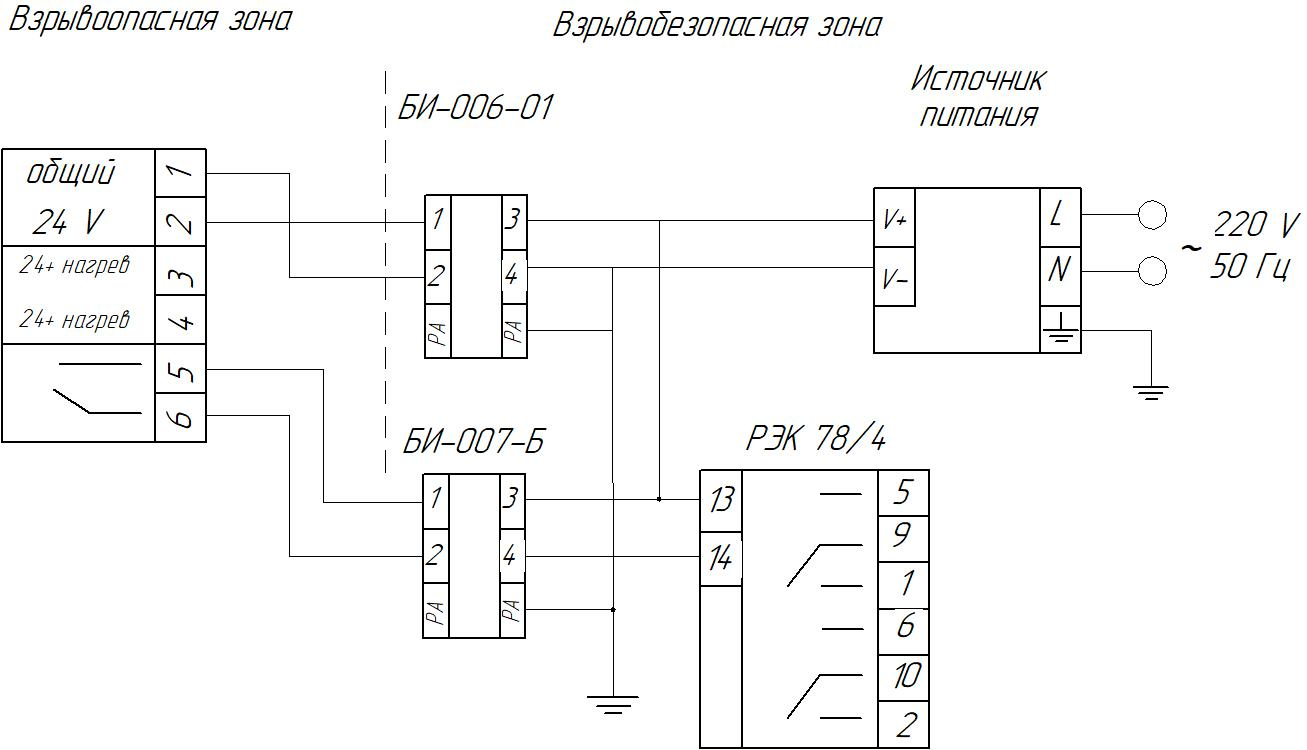 Взрывоопасная зона
Взрывобезопасная зона
Источник
питания
БИ-006-01
общий 1
24 V 2
24+ нагрев 3
24+ нагрев 4
5
6
1 3
2 4
PA PA
V+ L
V- N
220 V
~ 50 Гц
БИ-007-Б
1 3
2 4
PA PA
РЭК 78/4
13 5
14 9
1
6
10
2